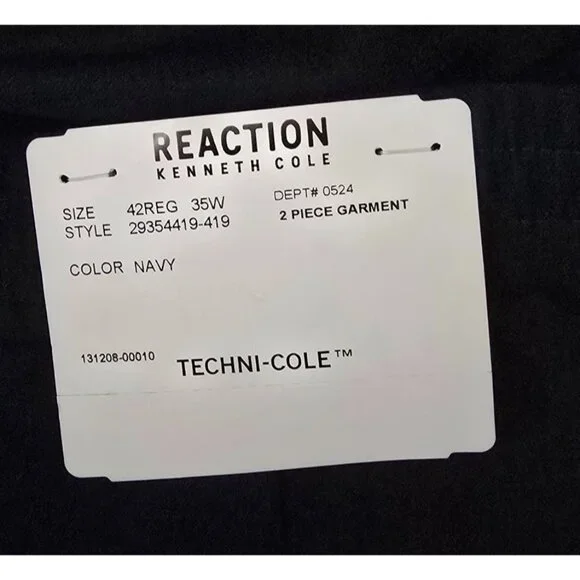 REACTION
KENNETH COLE
SIZE 42REG 35W
STYLE 29354419-419
DEPT# 0524
2 PIECE GARMENT
COLOR NAVY
131208-00010
TECHNI-COLE™